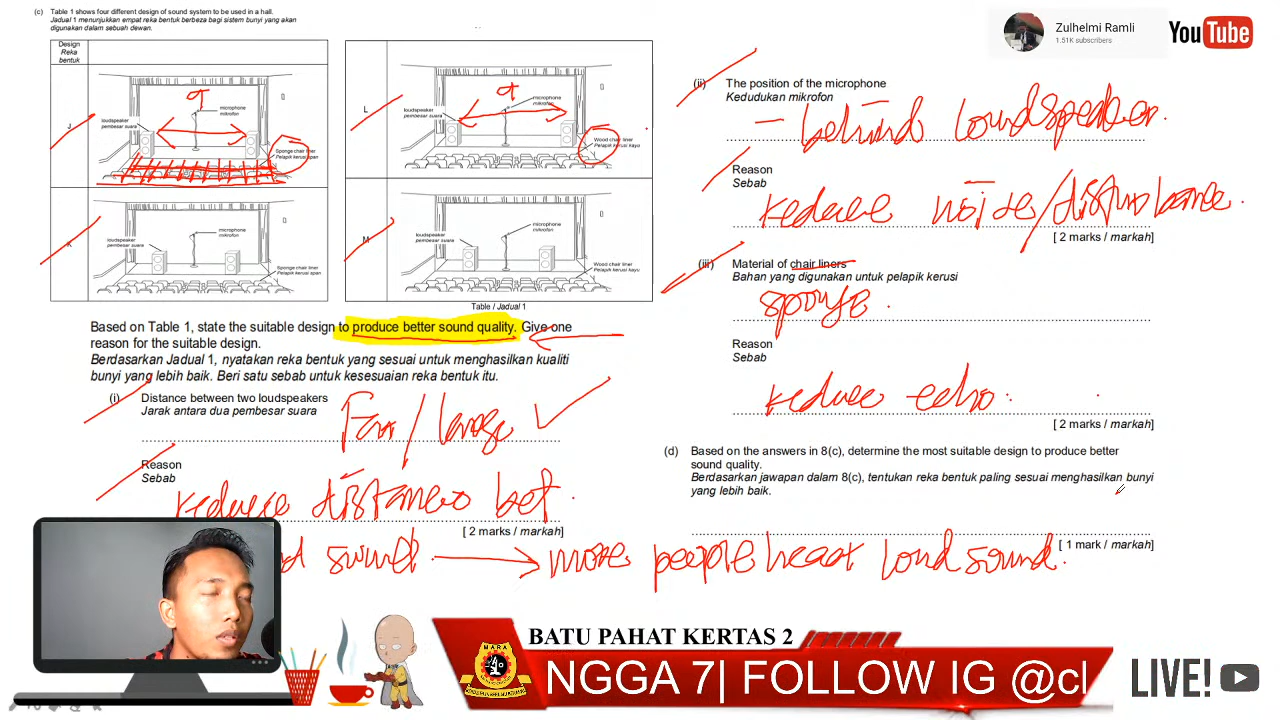 (c) Table 1 shows four different design of sound system to be used in a hall.
Jadual 1 menunjukkan empat reka bentuk berbeza bagi sistem bunyi yang akan
digunakan dalam sebuah dewan.
Design
Reka
bentuk
J
a
microphone
mikrofon
loudspeaker
pembesar suara
Sponge chair liner
Pelapik kerusi span
K
microphone
mikrofon
loudspeaker
pembesar suara
Sponge chair liner
Pelapik kerusi span
L
a
microphone
mikrofon
loudspeaker
pembesar suara
Wood chair liner
Pelapik kerusi kayu
M
microphone
mikrofon
loudspeaker
pembesar suara
Wood chair liner
Pelapik kerusi kayu
Table / Jadual 1
Based on Table 1, state the suitable design to produce better sound quality. Give one
reason for the suitable design.
Berdasarkan Jadual 1, nyatakan reka bentuk yang sesuai untuk menghasilkan kualiti
bunyi yang lebih baik. Beri satu sebab untuk kesesuaian reka bentuk itu.
(i) Distance between two loudspeakers
Jarak antara dua pembesar suara
Far/large
Reason
Sebab
reduce distance bet
[ 2 marks / markah]
sound → more people heart loud sound.
Zulhelmi Ramli
1.51K subscribers
YouTube
(ii) The position of the microphone
Kedudukan mikrofon
- behind loudspeaker.
Reason
Sebab
reduce noise/disturbance.
[ 2 marks / markah]
(iii) Material of chair liners
Bahan yang digunakan untuk pelapik kerusi
sponge.
Reason
Sebab
reduce echo.
[ 2 marks / markah]
(d) Based on the answers in 8(c), determine the most suitable design to produce better
sound quality.
Berdasarkan jawapan dalam 8(c), tentukan reka bentuk paling sesuai menghasilkan bunyi
yang lebih baik.
[ 1 mark / markah]
BATU PAHAT KERTAS 2
MARA
NGGA 7| FOLLOW IG @cl
LIVE!